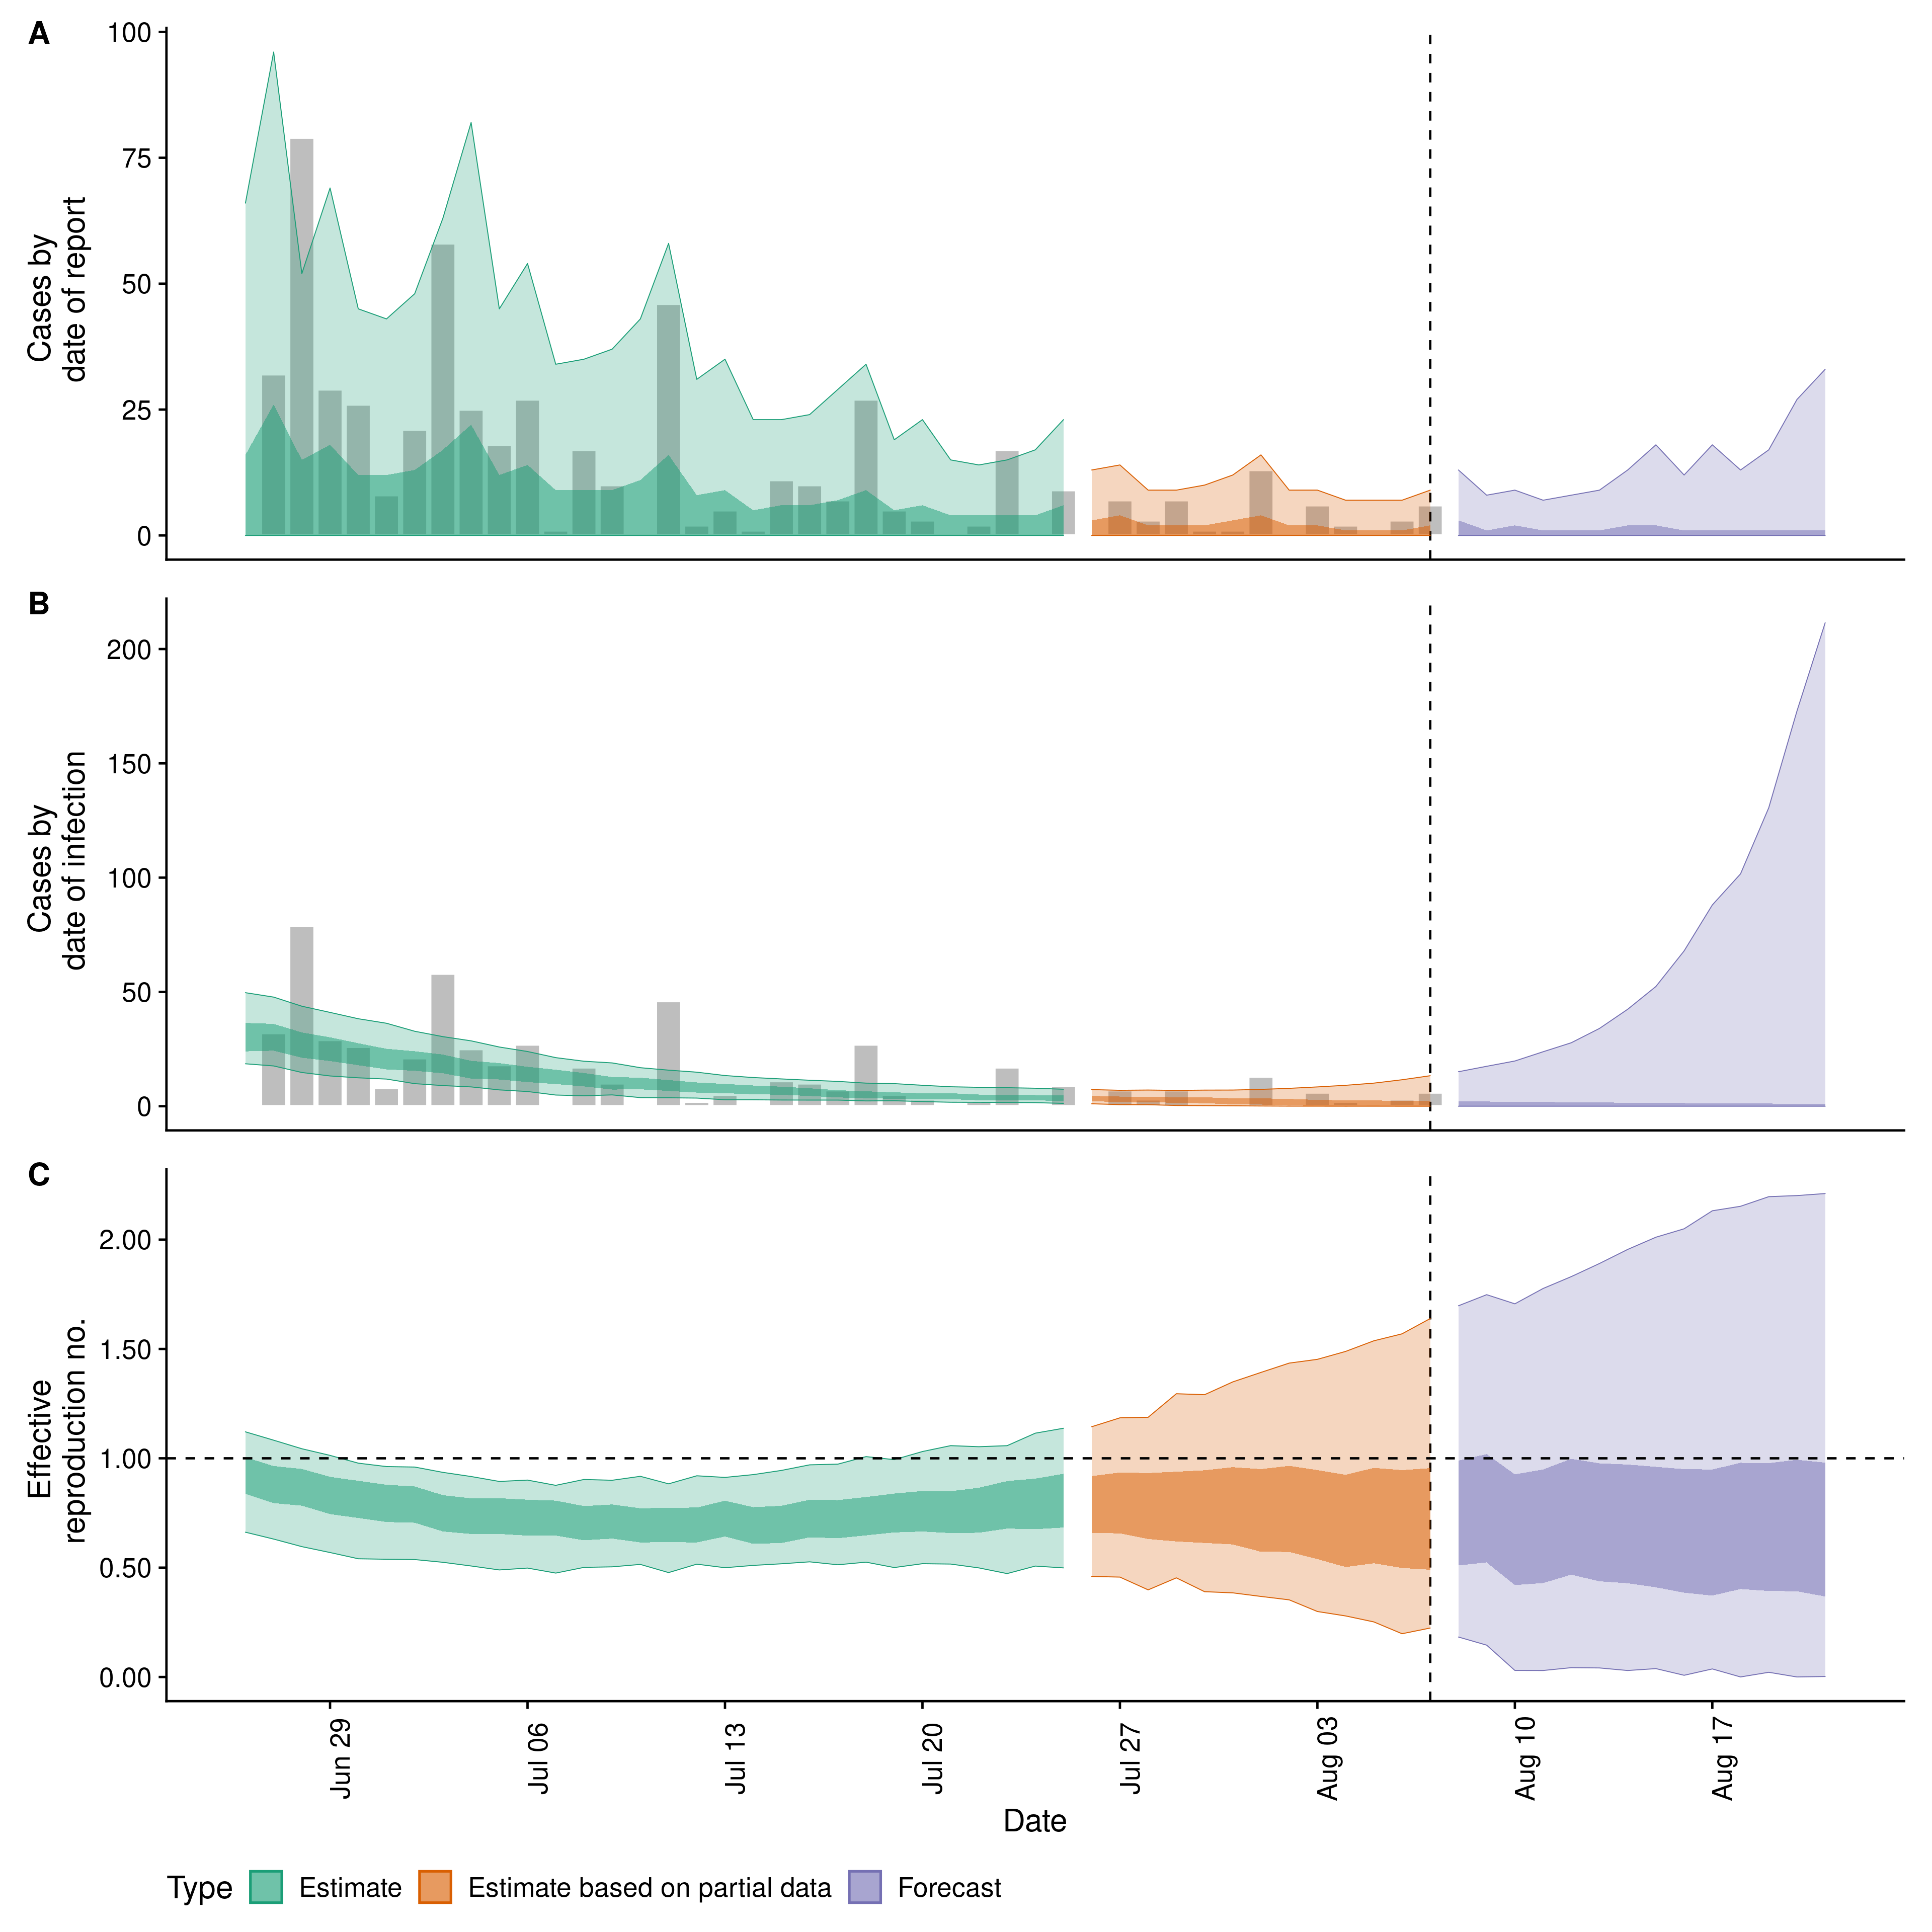 A
Cases by
date of report
100
75
50
25
0
B
Cases by
date of infection
200
150
100
50
0
C
Effective
reproduction no.
2.00
1.50
1.00
0.50
0.00
Jun 29
Jul 06
Jul 13
Jul 20
Jul 27
Aug 03
Aug 10
Aug 17
Date
Type Estimate Estimate based on partial data Forecast